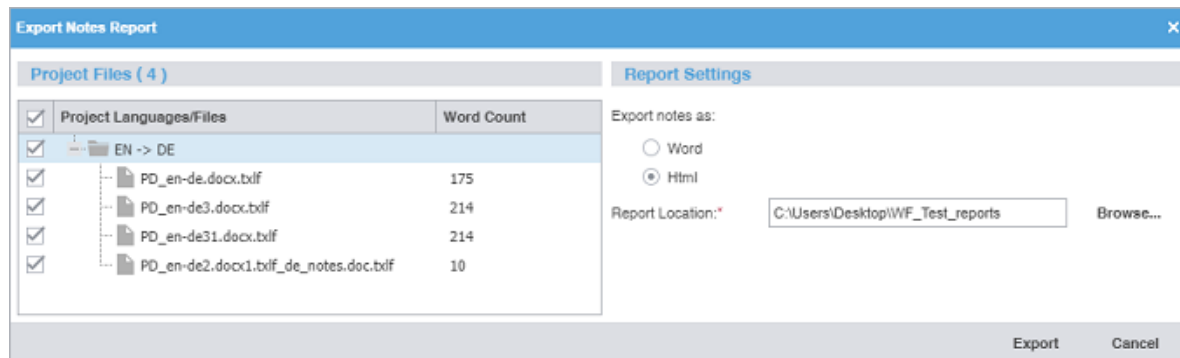 Export Notes Report
Project Files ( 4 )
Project Languages/Files Word Count
EN -> DE
PD_en-de.docx.txlf 175
PD_en-de3.docx.txlf 214
PD_en-de31.docx.txlf 214
PD_en-de2.docx1.txlf_de_notes.doc.txlf 10
Report Settings
Export notes as:
Word
Html
Report Location:* C:\Users\Desktop\WF_Test_reports Browse...
Export Cancel